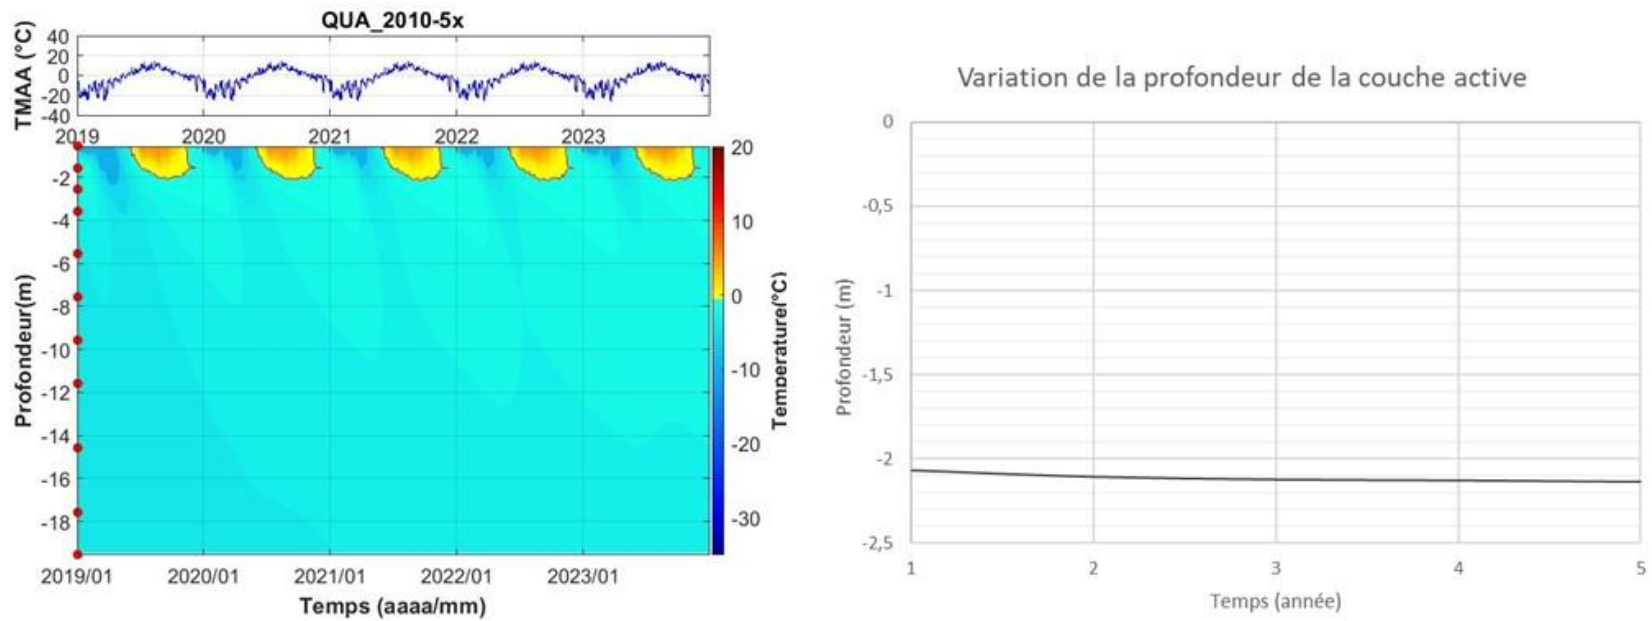 QUA_2010-5x
TMAA (°C)
40
20
0
-20
-40
2019 2020 2021 2022 2023
Profondeur(m)
-2
-4
-6
-8
-10
-12
-14
-16
-18
2019/01 2020/01 2021/01 2022/01 2023/01
Temps (aaaa/mm)
20
10
0
-10
-20
-30
Temperature(°C)
Variation de la profondeur de la couche active
Profondeur (m)
0
-0,5
-1
-1,5
-2
-2,5
1 2 3 4 5
Temps (année)